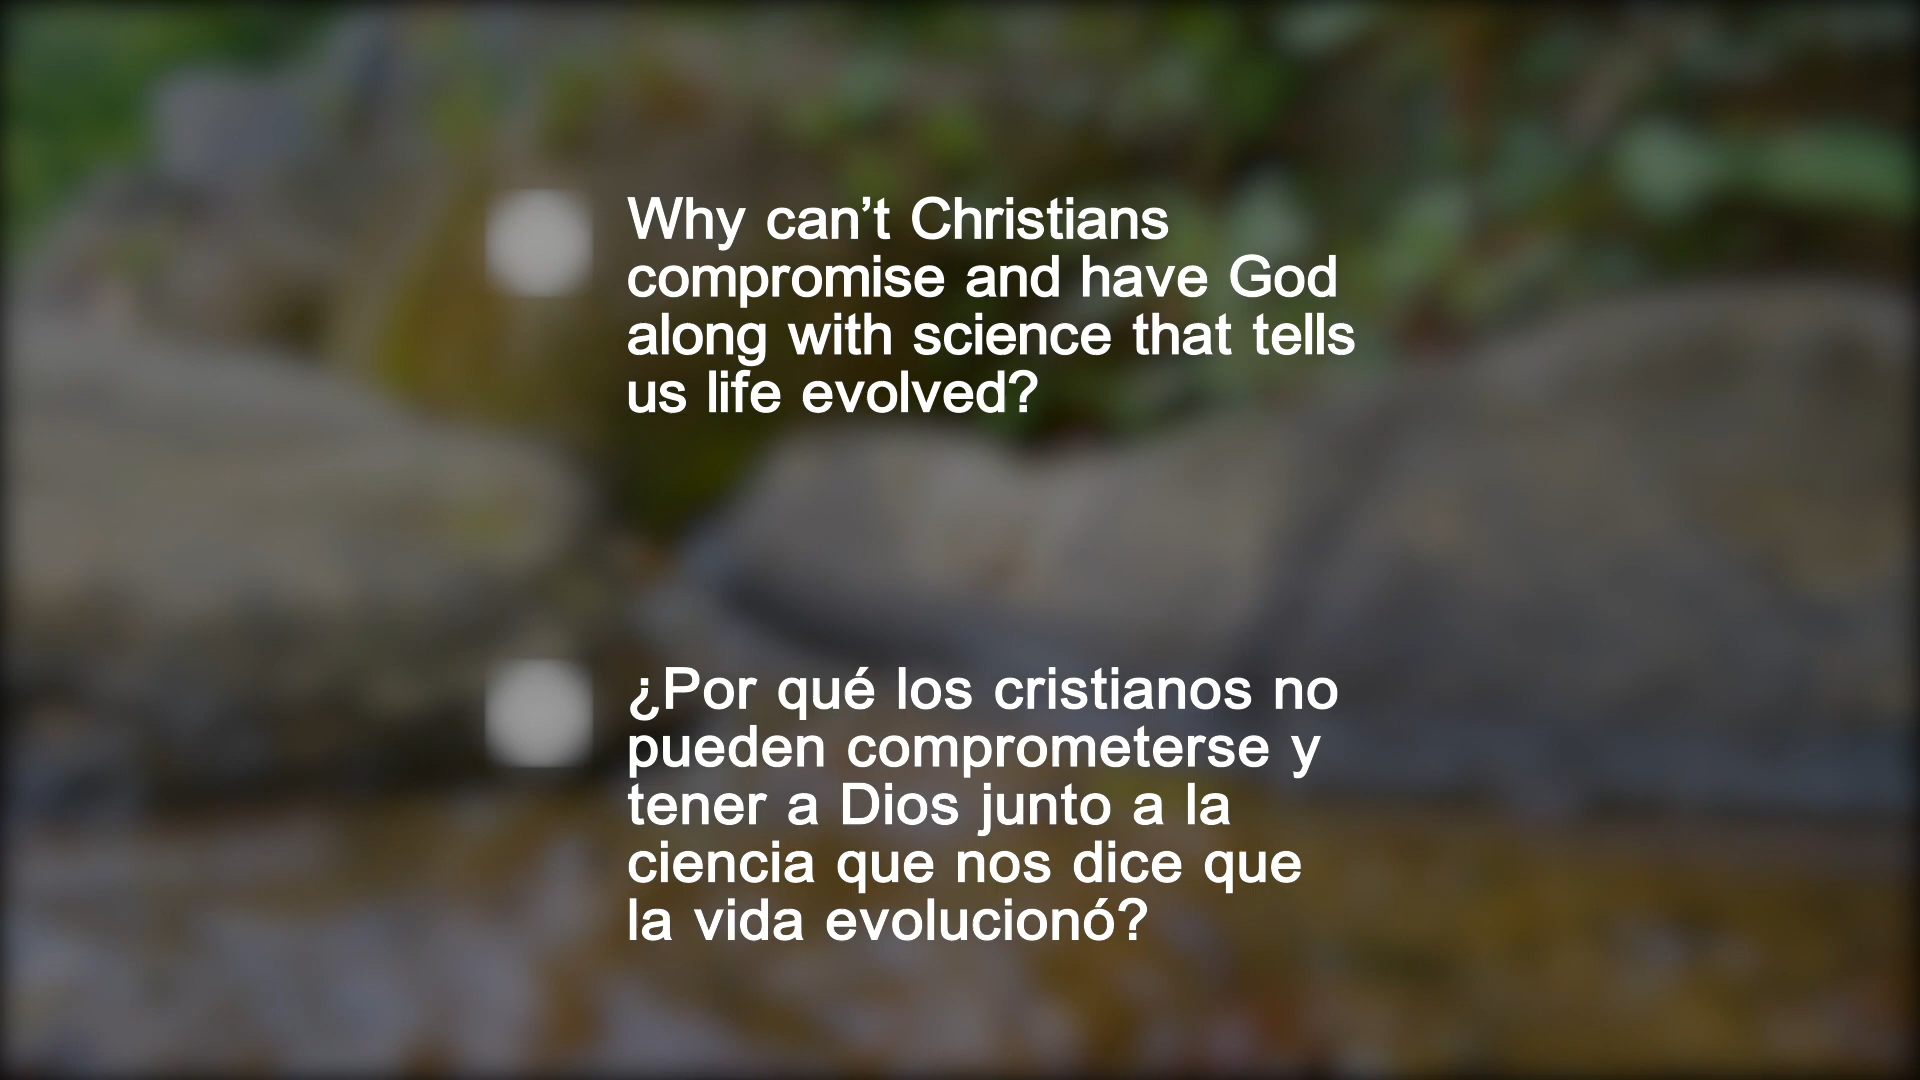 Why can’t Christians
compromise and have God
along with science that tells
us life evolved?
¿Por qué los cristianos no
pueden comprometerse y
tener a Dios junto a la
ciencia que nos dice que
la vida evolucionó?